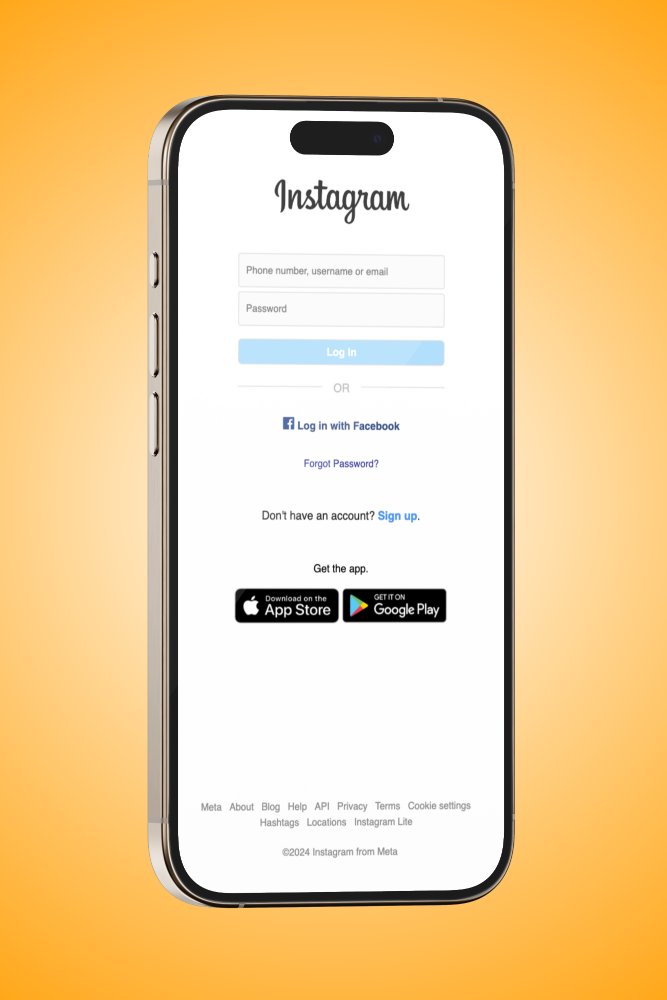 Instagram
Phone number, username or email
Password
Log In
OR
Log in with Facebook
Forgot Password?
Don't have an account? Sign up.
Get the app.
Download on the App Store
GET IT ON Google Play
Meta About Blog Help API Privacy Terms Cookie settings
Hashtags Locations Instagram Lite
©2024 Instagram from Meta